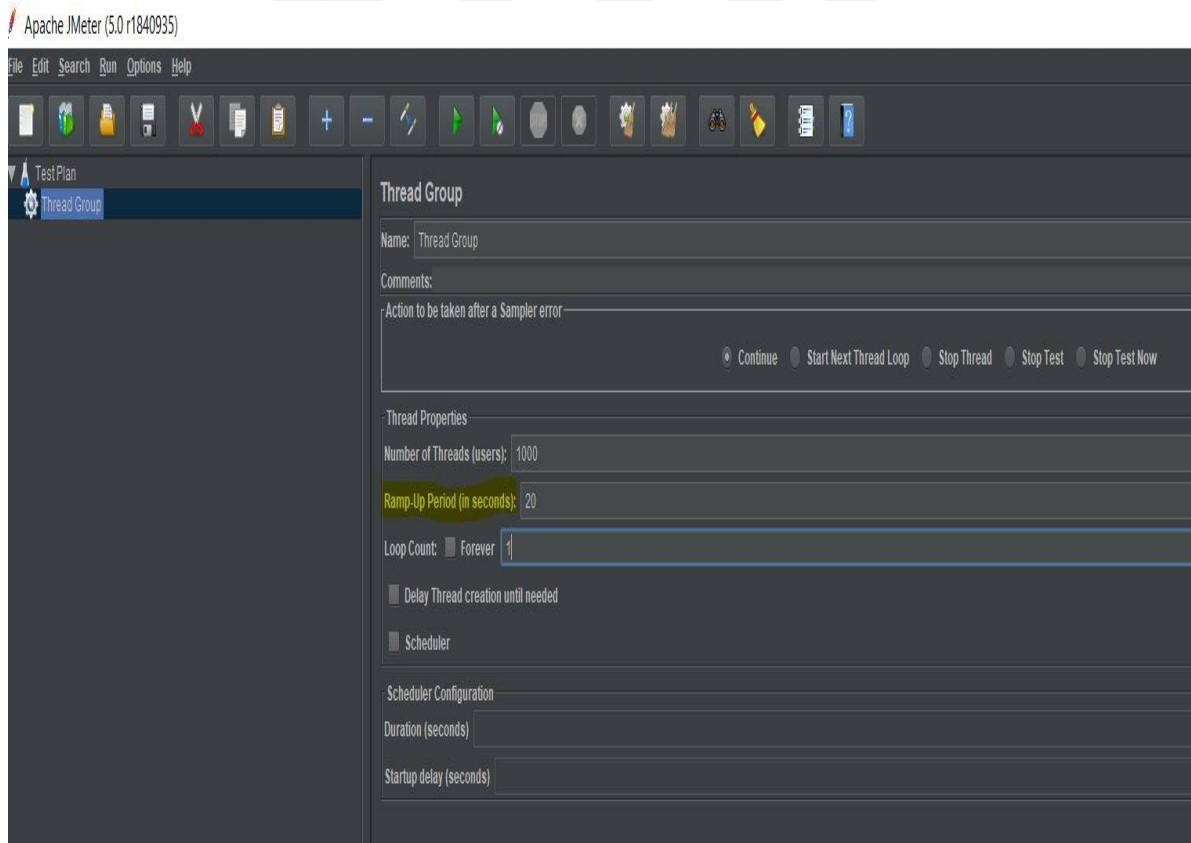 Apache JMeter (5.0 r1840935)
File Edit Search Run Options Help
Test Plan
Thread Group
Thread Group
Name: Thread Group
Comments:
Action to be taken after a Sampler error
Continue Start Next Thread Loop Stop Thread Stop Test Stop Test Now
Thread Properties
Number of Threads (users): 1000
Ramp-Up Period (in seconds): 20
Loop Count: Forever 1
Delay Thread creation until needed
Scheduler
Scheduler Configuration
Duration (seconds)
Startup delay (seconds)